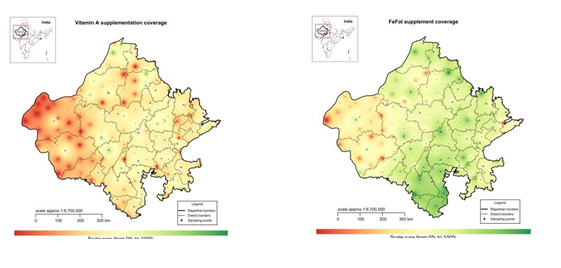 India
Vitamin A supplementation coverage
Legend
Rajasthan borders
District borders
Sampling points
scale approx 1:6,700,000
0 100 200 300 km
Scale runs from 0% to 100%
India
FeFol supplement coverage
Legend
Rajasthan borders
District borders
Sampling points
scale approx 1:6,700,000
0 100 200 300 km
Scale runs from 0% to 100%